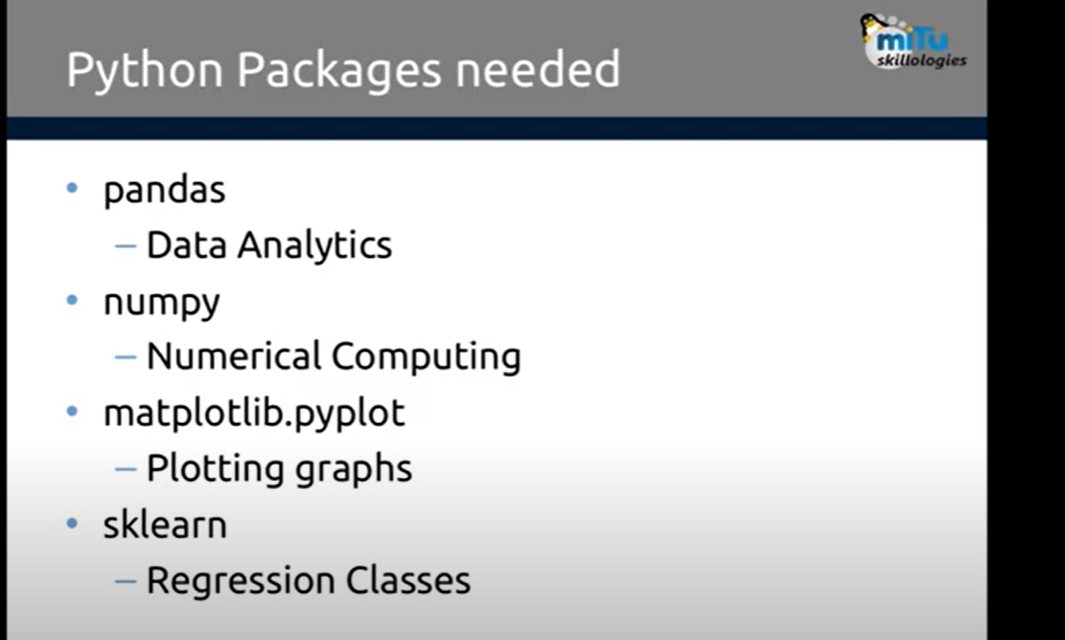 Python Packages needed
miTu
skillologies
• pandas
– Data Analytics
• numpy
– Numerical Computing
• matplotlib.pyplot
– Plotting graphs
• sklearn
– Regression Classes